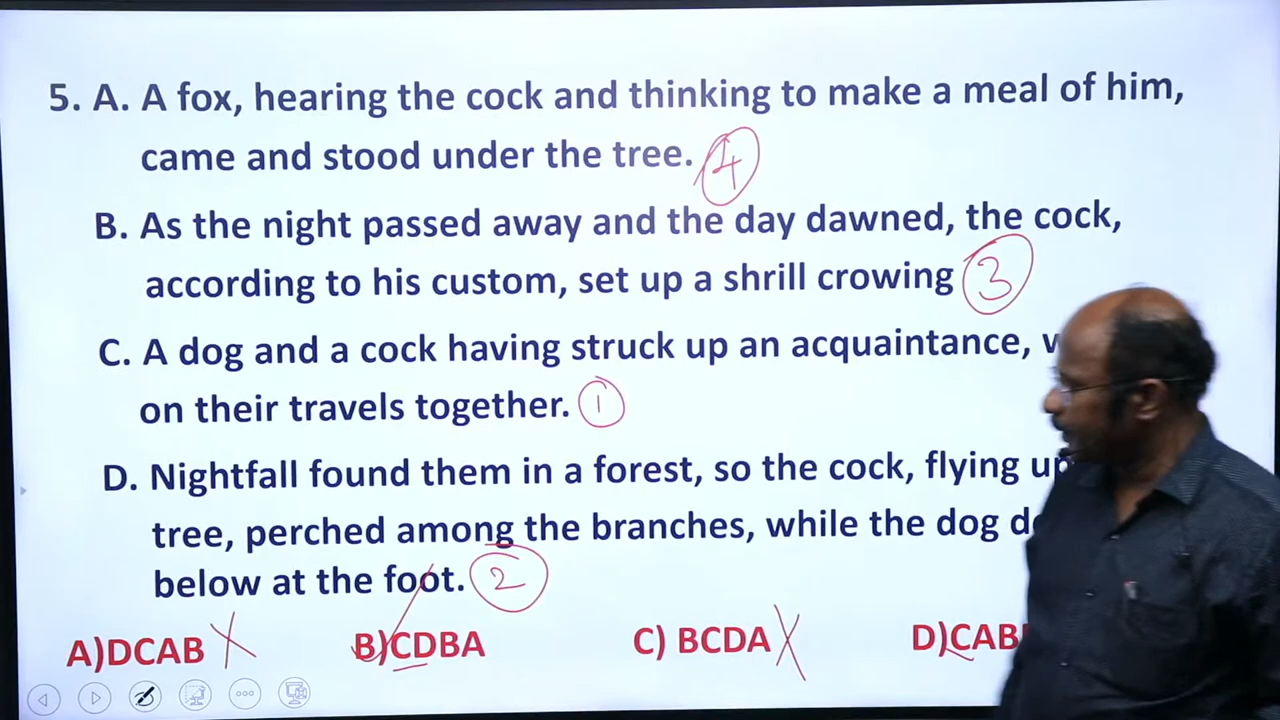 5. A. A fox, hearing the cock and thinking to make a meal of him,
came and stood under the tree. 4
B. As the night passed away and the day dawned, the cock,
according to his custom, set up a shrill crowing 3
C. A dog and a cock having struck up an acquaintance,
on their travels together. 1
D. Nightfall found them in a forest, so the cock, flying up
tree, perched among the branches, while the dog
below at the foot. 2
A)DCAB X B)CDBA C) BCDA X D)CAB